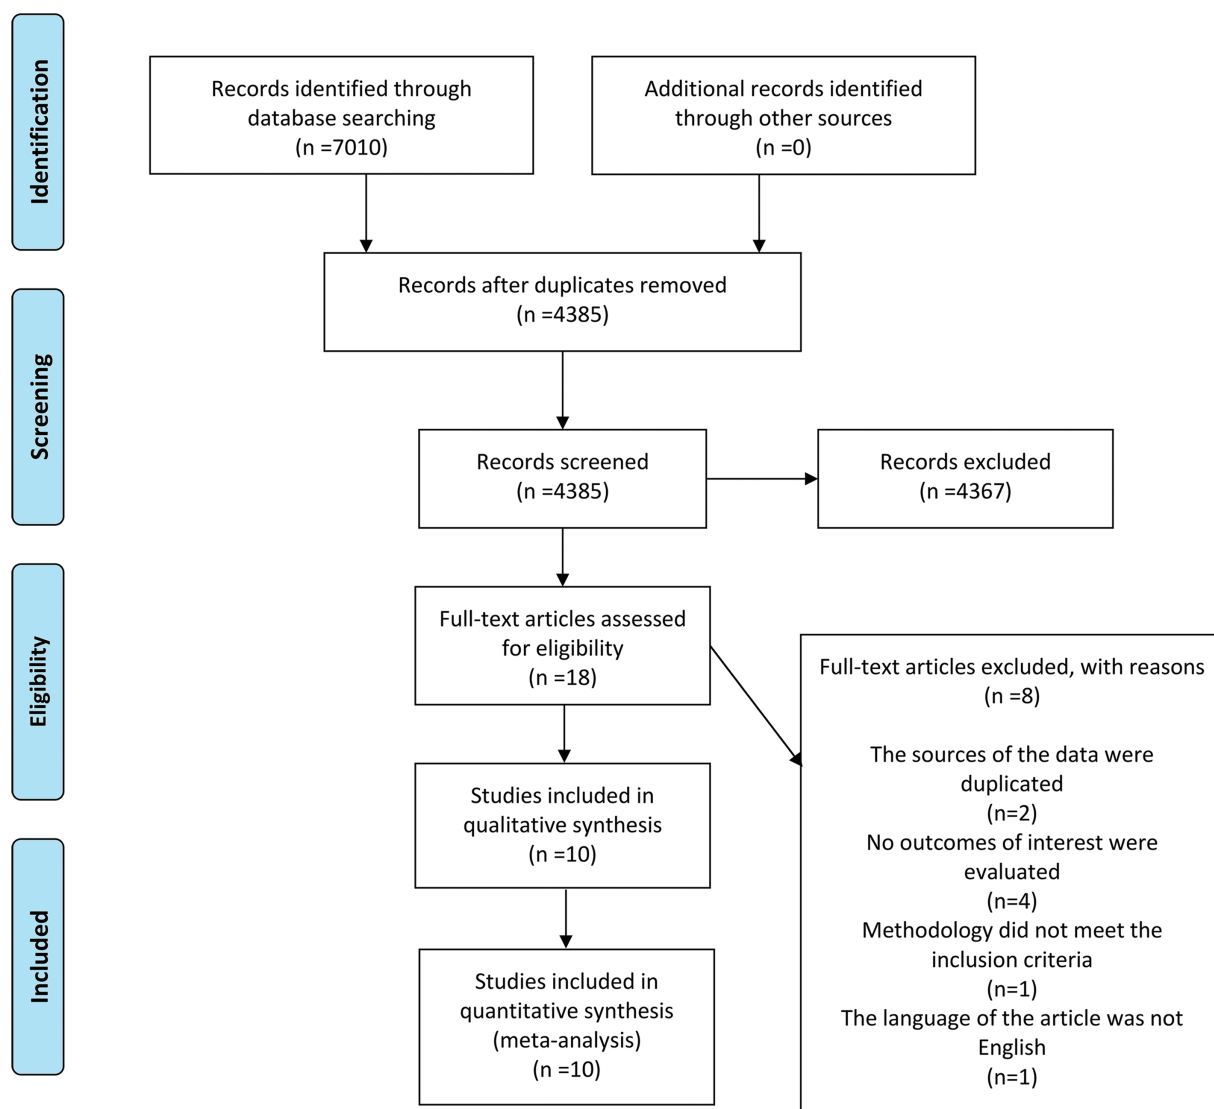 Identification
Records identified through
database searching
(n =7010)
Additional records identified
through other sources
(n =0)
Records after duplicates removed
(n =4385)
Screening
Records screened
(n =4385)
Records excluded
(n =4367)
Eligibility
Full-text articles assessed
for eligibility
(n =18)
Full-text articles excluded, with reasons
(n =8)
The sources of the data were
duplicated
(n=2)
No outcomes of interest were
evaluated
(n=4)
Methodology did not meet the
inclusion criteria
(n=1)
The language of the article was not
English
(n=1)
Studies included in
qualitative synthesis
(n =10)
Included
Studies included in
quantitative synthesis
(meta-analysis)
(n =10)